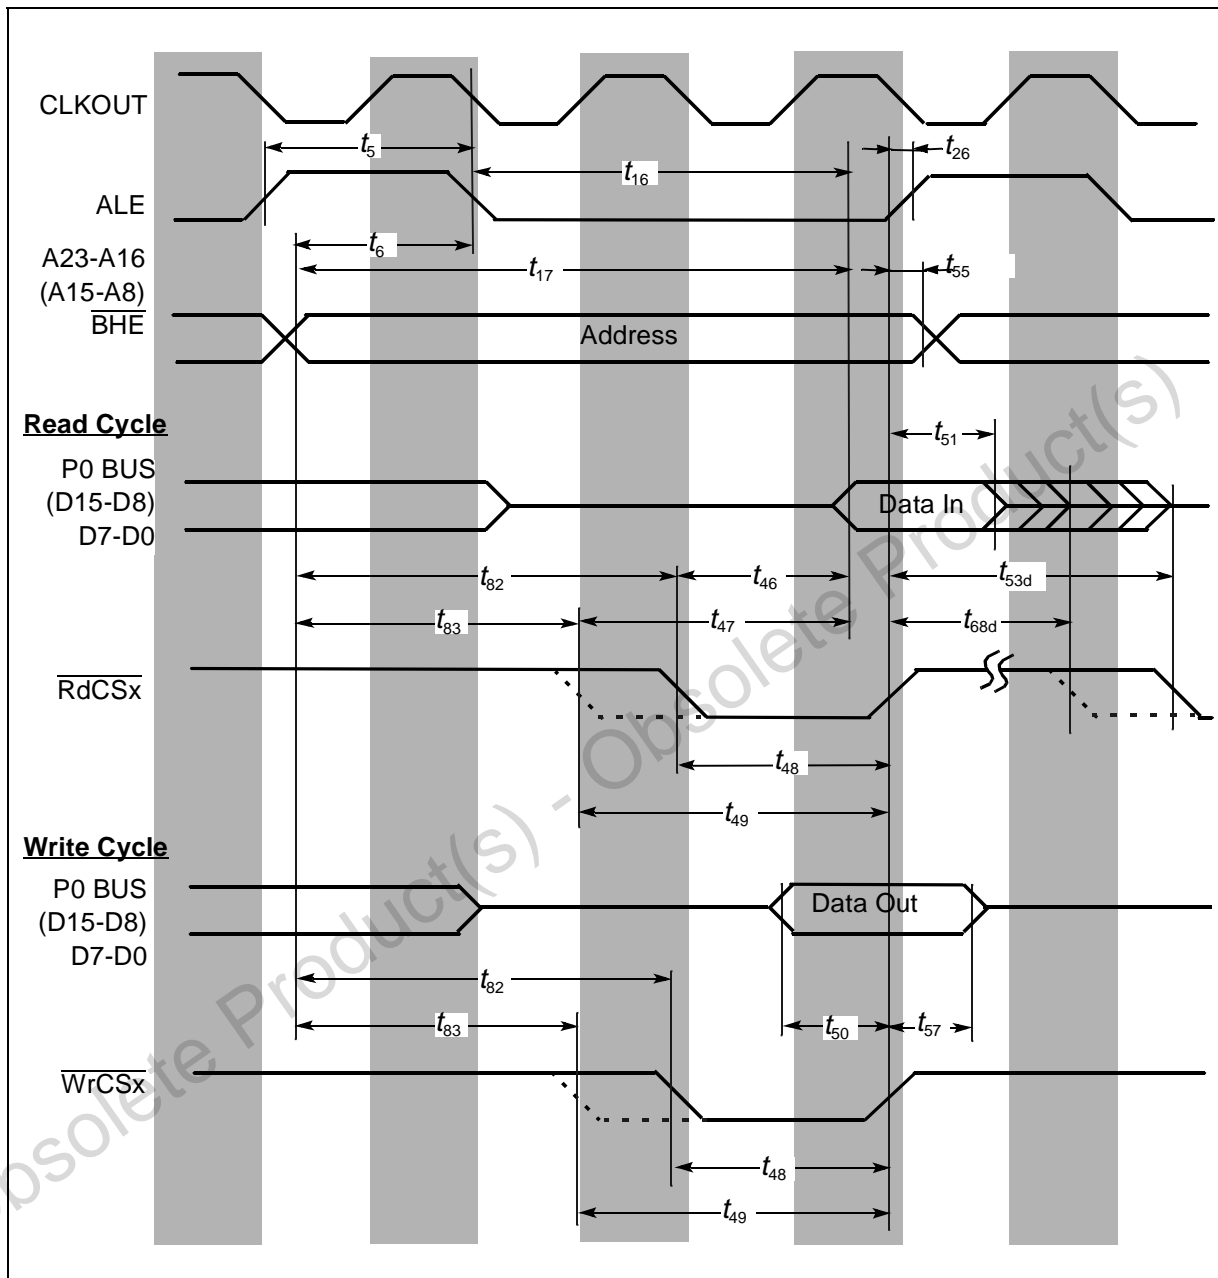 CLKOUT
t5
t26
t16
ALE
t6
A23-A16
t17
t55
(A15-A8)
BHE
Address
Read Cycle
t51
P0 BUS
(D15-D8)
Data In
D7-D0
t82
t46
t53d
t83
t47
t68d
RdCSx
t48
t49
Write Cycle
P0 BUS
(D15-D8)
Data Out
D7-D0
t82
t83
t50
t57
WrCSx
t48
t49
Obsolete Product(s) - Obsolete Product(s)